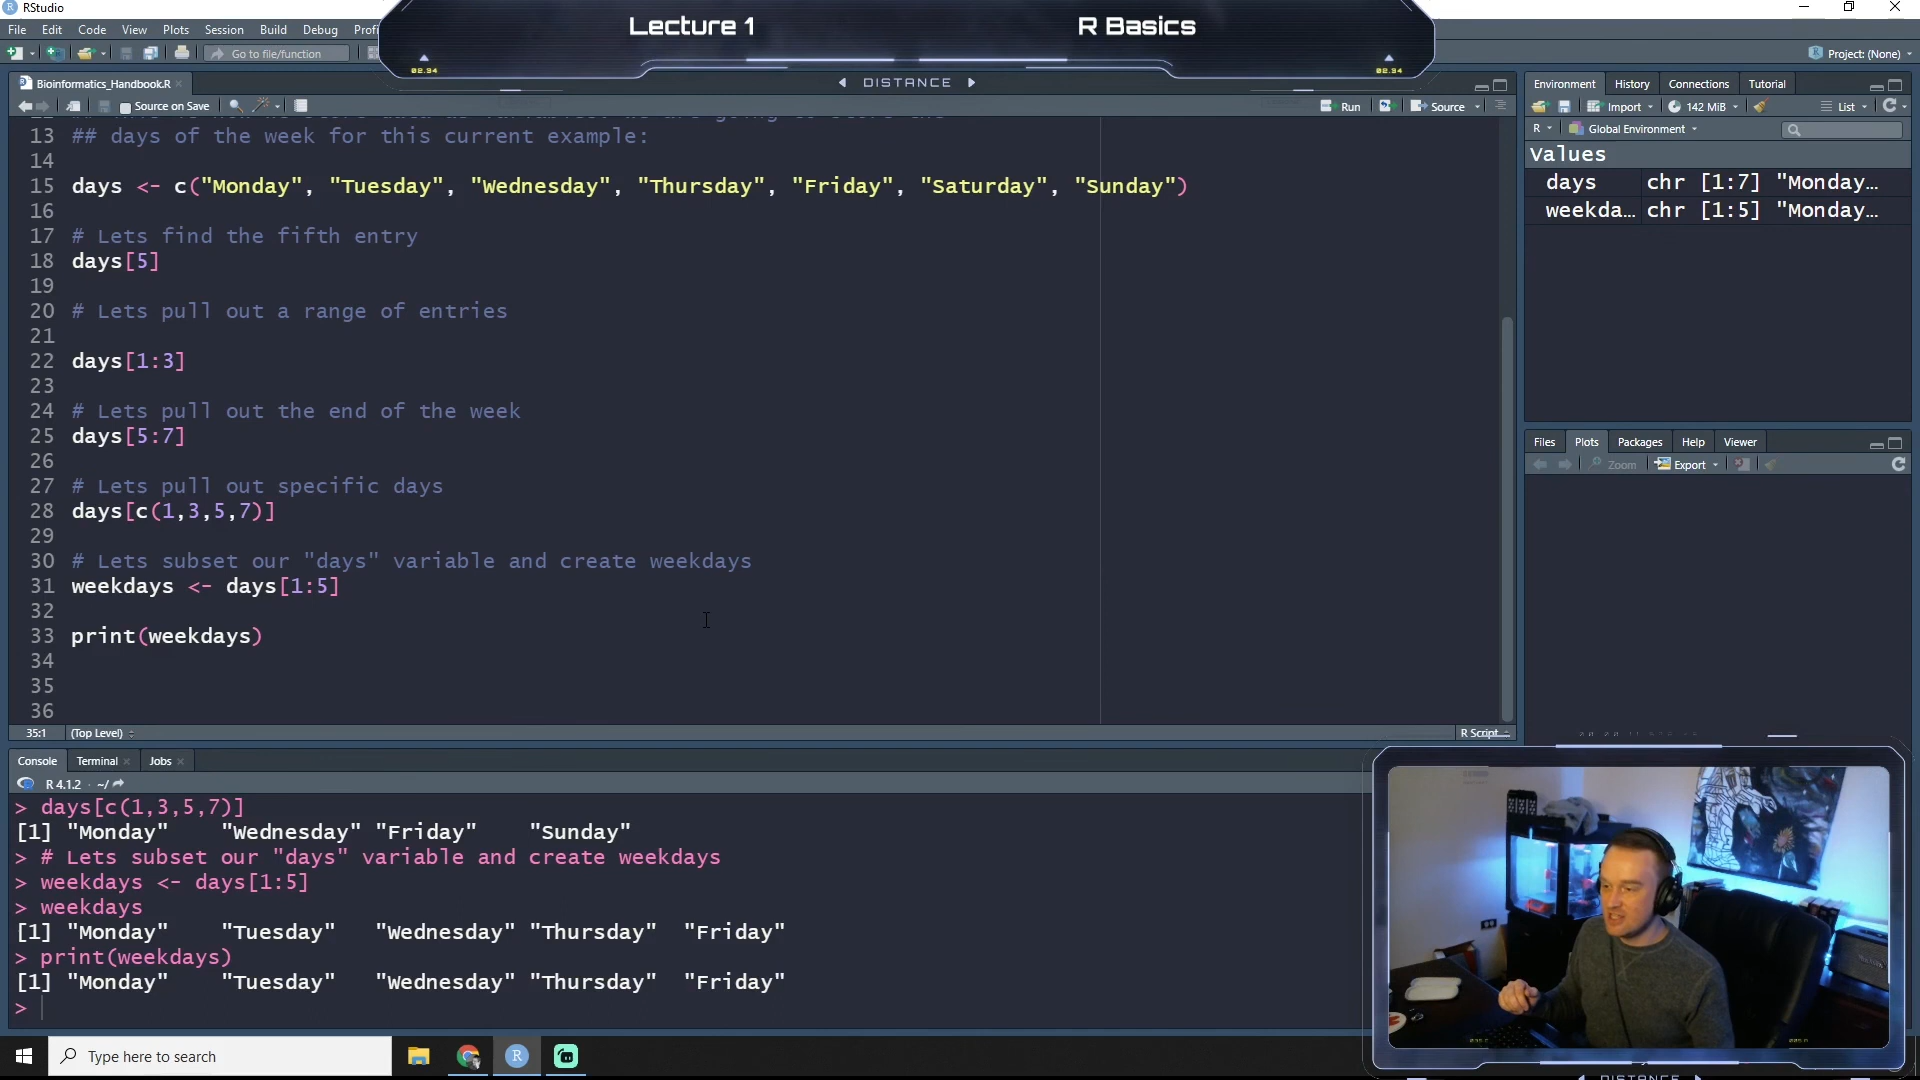 RStudio
Lecture 1
R Basics
File Edit Code View Plots Session Build Debug
Go to file/function
Project: (None)
02.94
02.94
DISTANCE
Bioinformatics_Handbook.R
Source on Save
Run
Source
13 ## days of the week for this current example:
14
15 days <- c("Monday", "Tuesday", "Wednesday", "Thursday", "Friday", "Saturday", "Sunday")
16
17 # Lets find the fifth entry
18 days[5]
19
20 # Lets pull out a range of entries
21
22 days[1:3]
23
24 # Lets pull out the end of the week
25 days[5:7]
26
27 # Lets pull out specific days
28 days[c(1,3,5,7)]
29
30 # Lets subset our "days" variable and create weekdays
31 weekdays <- days[1:5]
32
33 print(weekdays)
34
35
36
35:1 (Top Level)
R Script
Console Terminal Jobs
R 4.1.2 · ~/
> days[c(1,3,5,7)]
[1] "Monday" "Wednesday" "Friday" "Sunday"
> # Lets subset our "days" variable and create weekdays
> weekdays <- days[1:5]
> weekdays
[1] "Monday" "Tuesday" "Wednesday" "Thursday" "Friday"
> print(weekdays)
[1] "Monday" "Tuesday" "Wednesday" "Thursday" "Friday"
>
Environment History Connections Tutorial
Import 142 MiB List
R Global Environment
Values
days chr [1:7] "Monday…
weekda… chr [1:5] "Monday…
Files Plots Packages Help Viewer
Zoom Export
Type here to search
DISTANCE